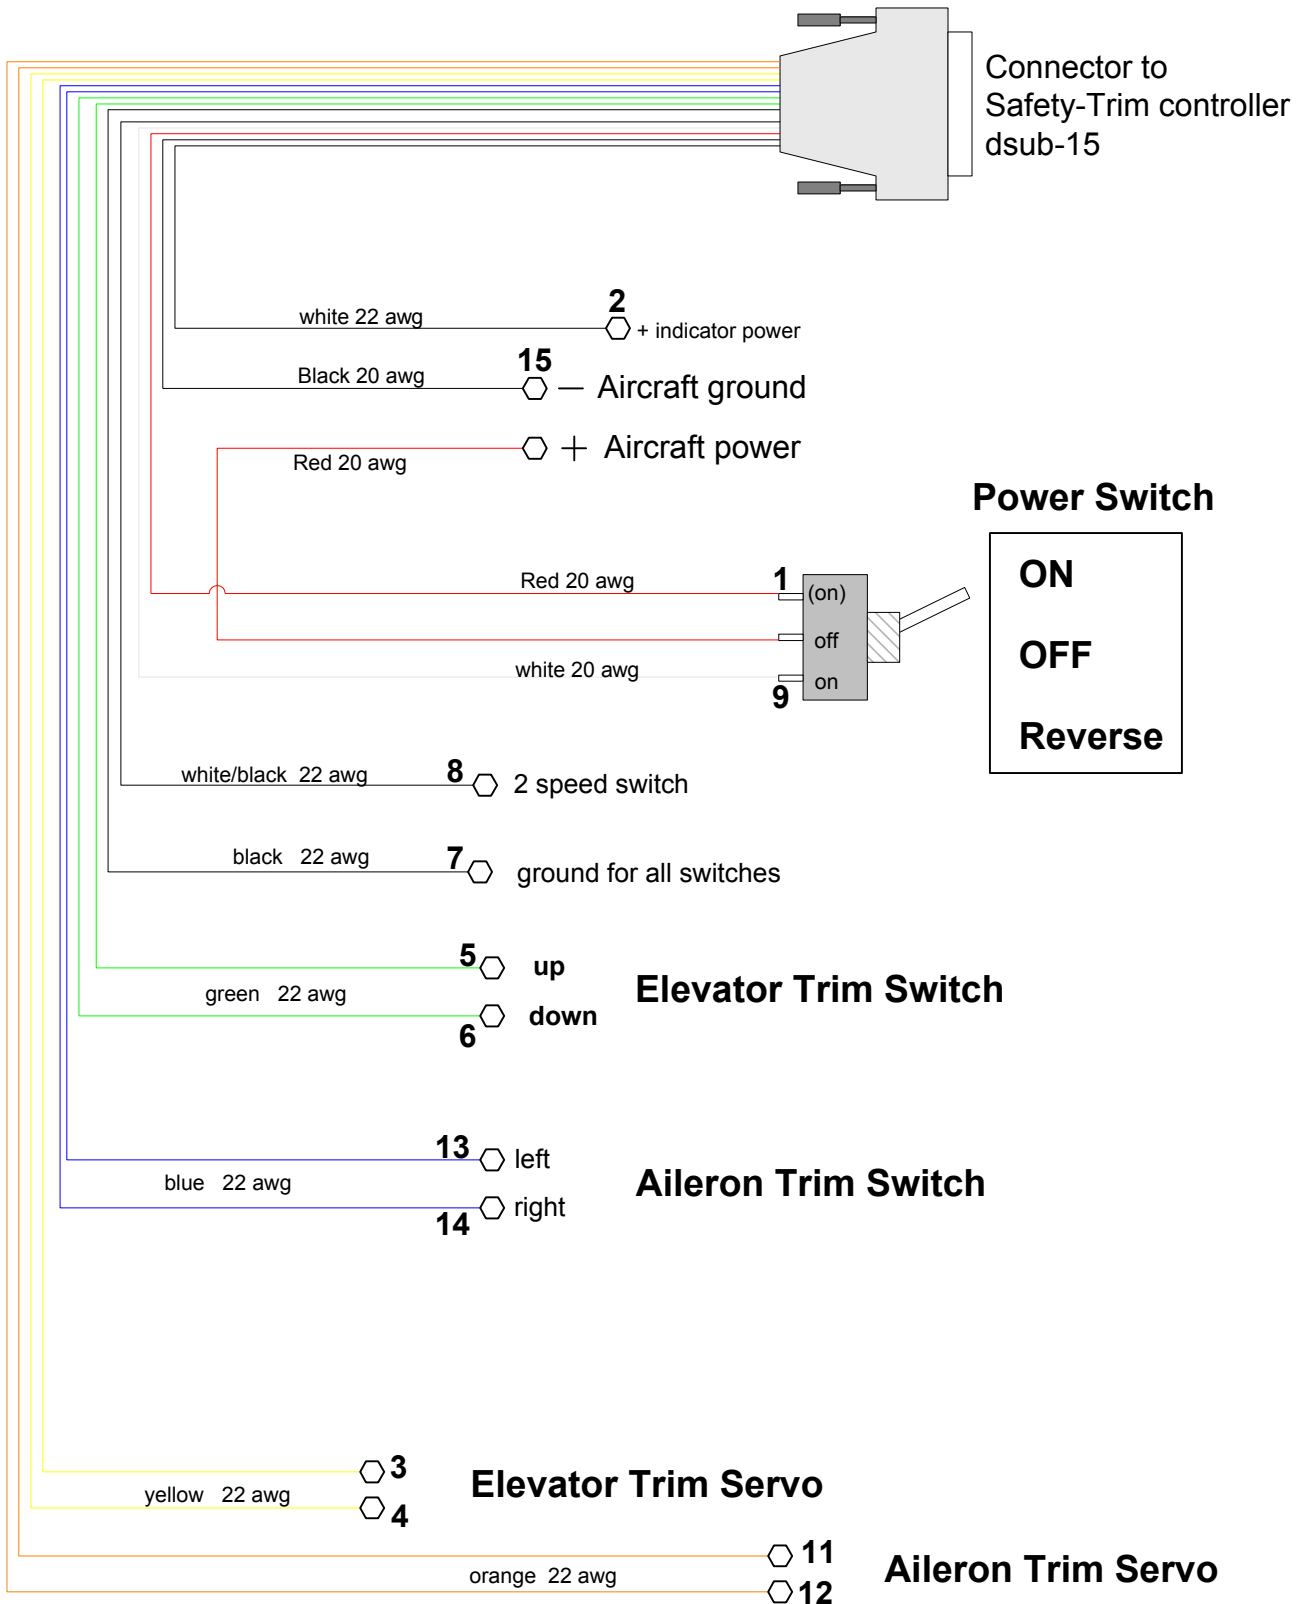 Connector to
Safety-Trim controller
dsub-15
white 22 awg
2
+ indicator power
15
Black 20 awg
— Aircraft ground
+ Aircraft power
Red 20 awg
Power Switch
ON
OFF
Reverse
Red 20 awg
1
(on)
off
on
white 20 awg
9
white/black 22 awg
8
2 speed switch
black 22 awg
7
ground for all switches
5
up
green 22 awg
down
6
Elevator Trim Switch
13
left
blue 22 awg
right
14
Aileron Trim Switch
3
yellow 22 awg
4
Elevator Trim Servo
11
orange 22 awg
12
Aileron Trim Servo